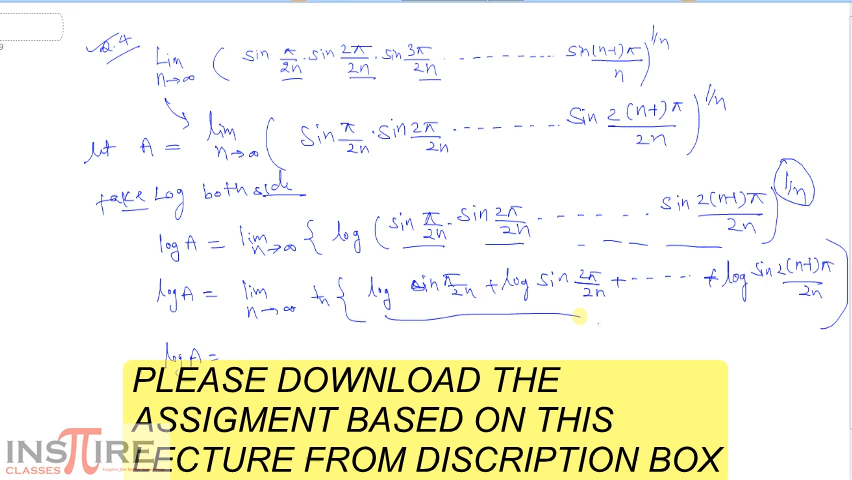 Q.4 Lim n→∞ ( sin π/2n · sin 2π/2n · sin 3π/2n -------- sin(n-1)π/n )^1/n
let A = lim n→∞ ( sin π/2n · sin 2π/2n -------- sin 2(n-1)π/2n )^1/n
take Log both side
log A = lim n→∞ { log ( sin π/2n · sin 2π/2n ------ sin 2(n-1)π/2n )^1/n
log A = lim n→∞ 1/n { log sin π/2n + log sin 2π/2n + ------ + log sin 2(n-1)π/2n )
log A =
PLEASE DOWNLOAD THE
ASSIGMENT BASED ON THIS
LECTURE FROM DISCRIPTION BOX
INSπIRE
CLASSES